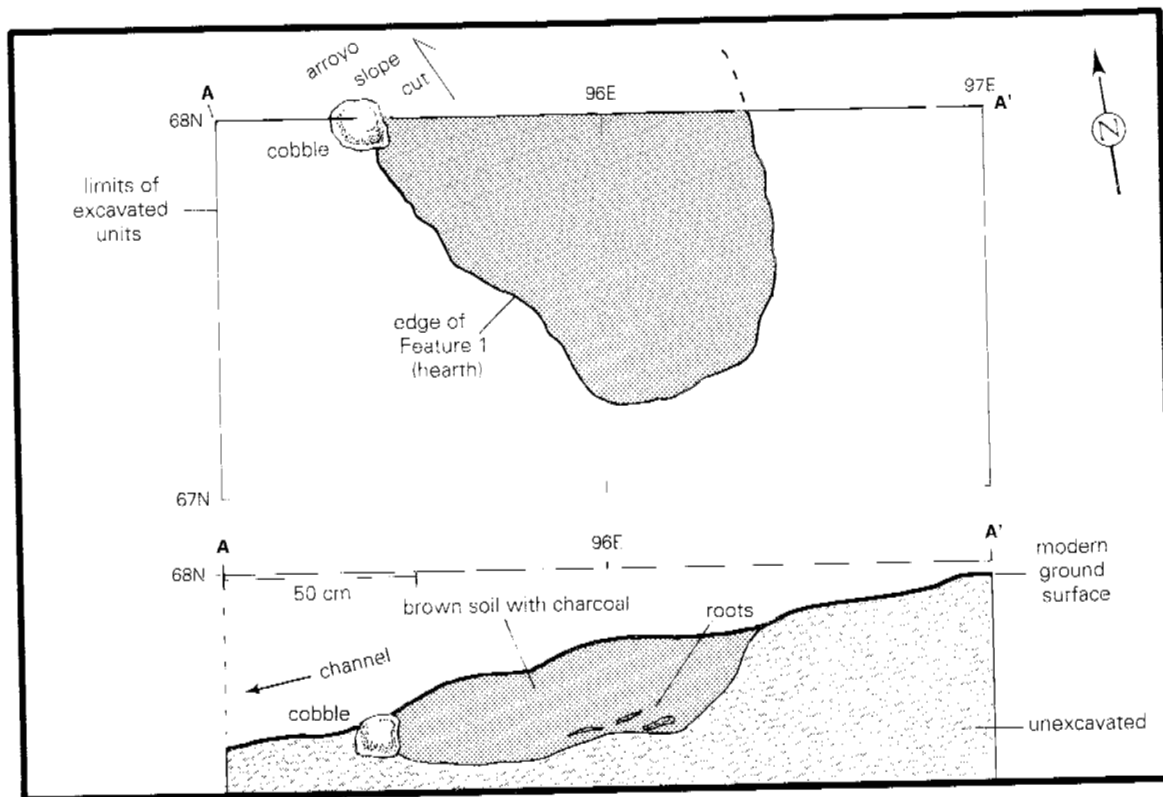 arroyo
slope
cut
A
96E
97E
A'
68N
cobble
N
limits of
excavated
units
edge of
Feature 1
(hearth)
67N
A
96E
A'
68N
50 cm
brown soil with charcoal
roots
modern
ground
surface
channel
cobble
unexcavated